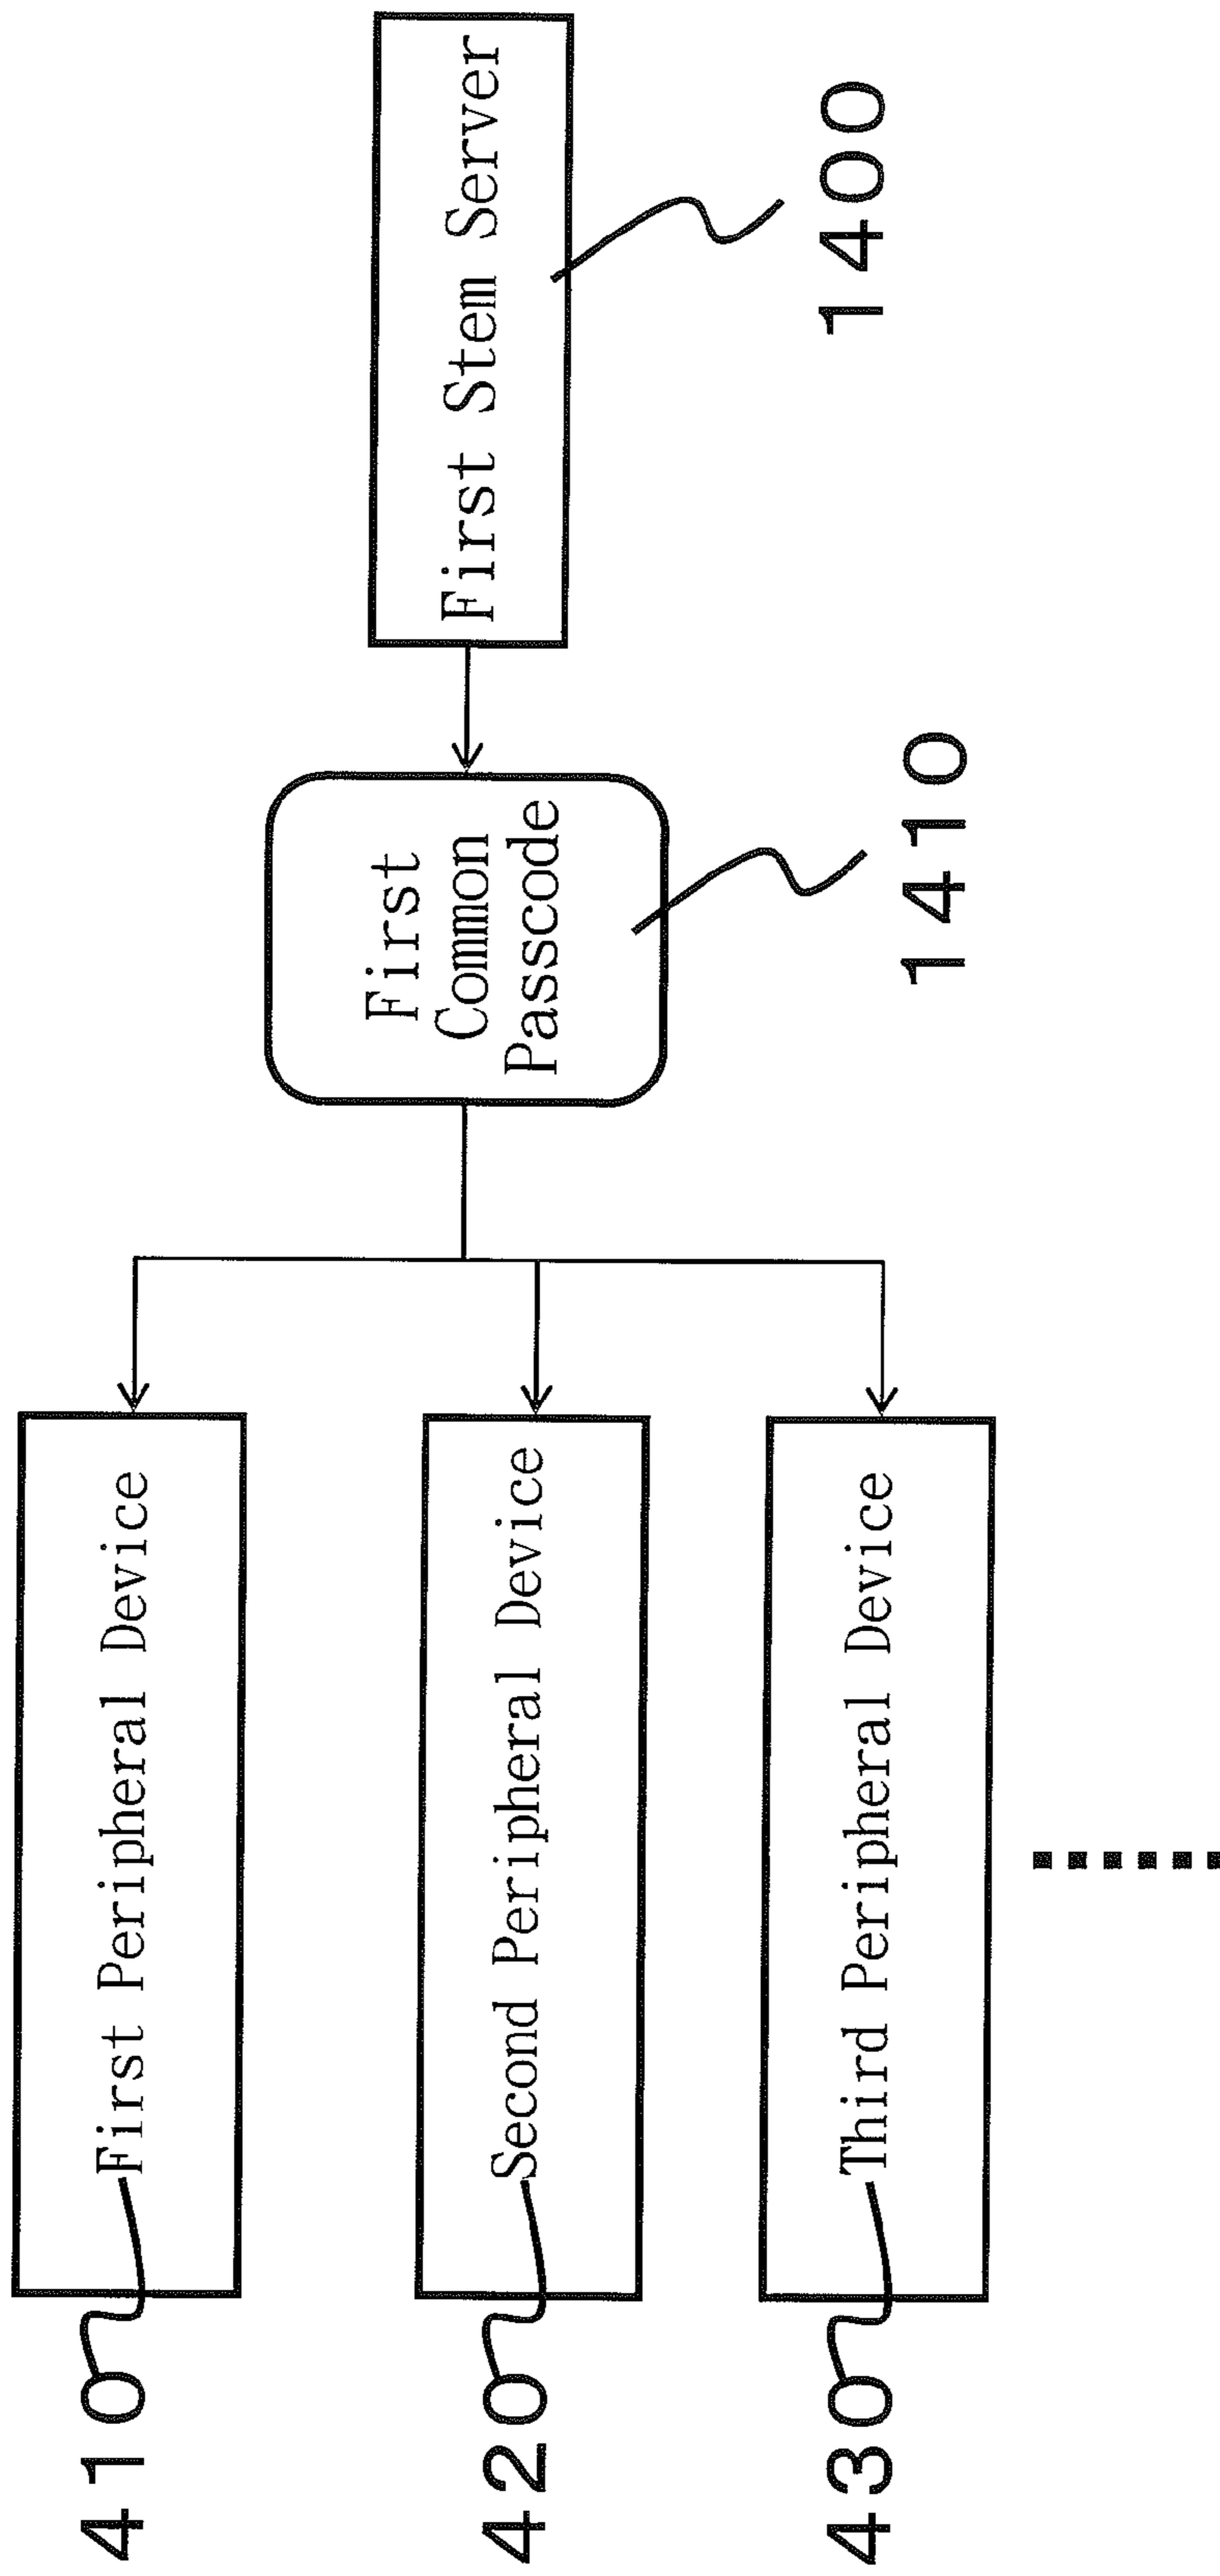 410
First Peripheral Device
420
Second Peripheral Device
430
Third Peripheral Device
First
Common
Passcode
1410
First Stem Server
1400